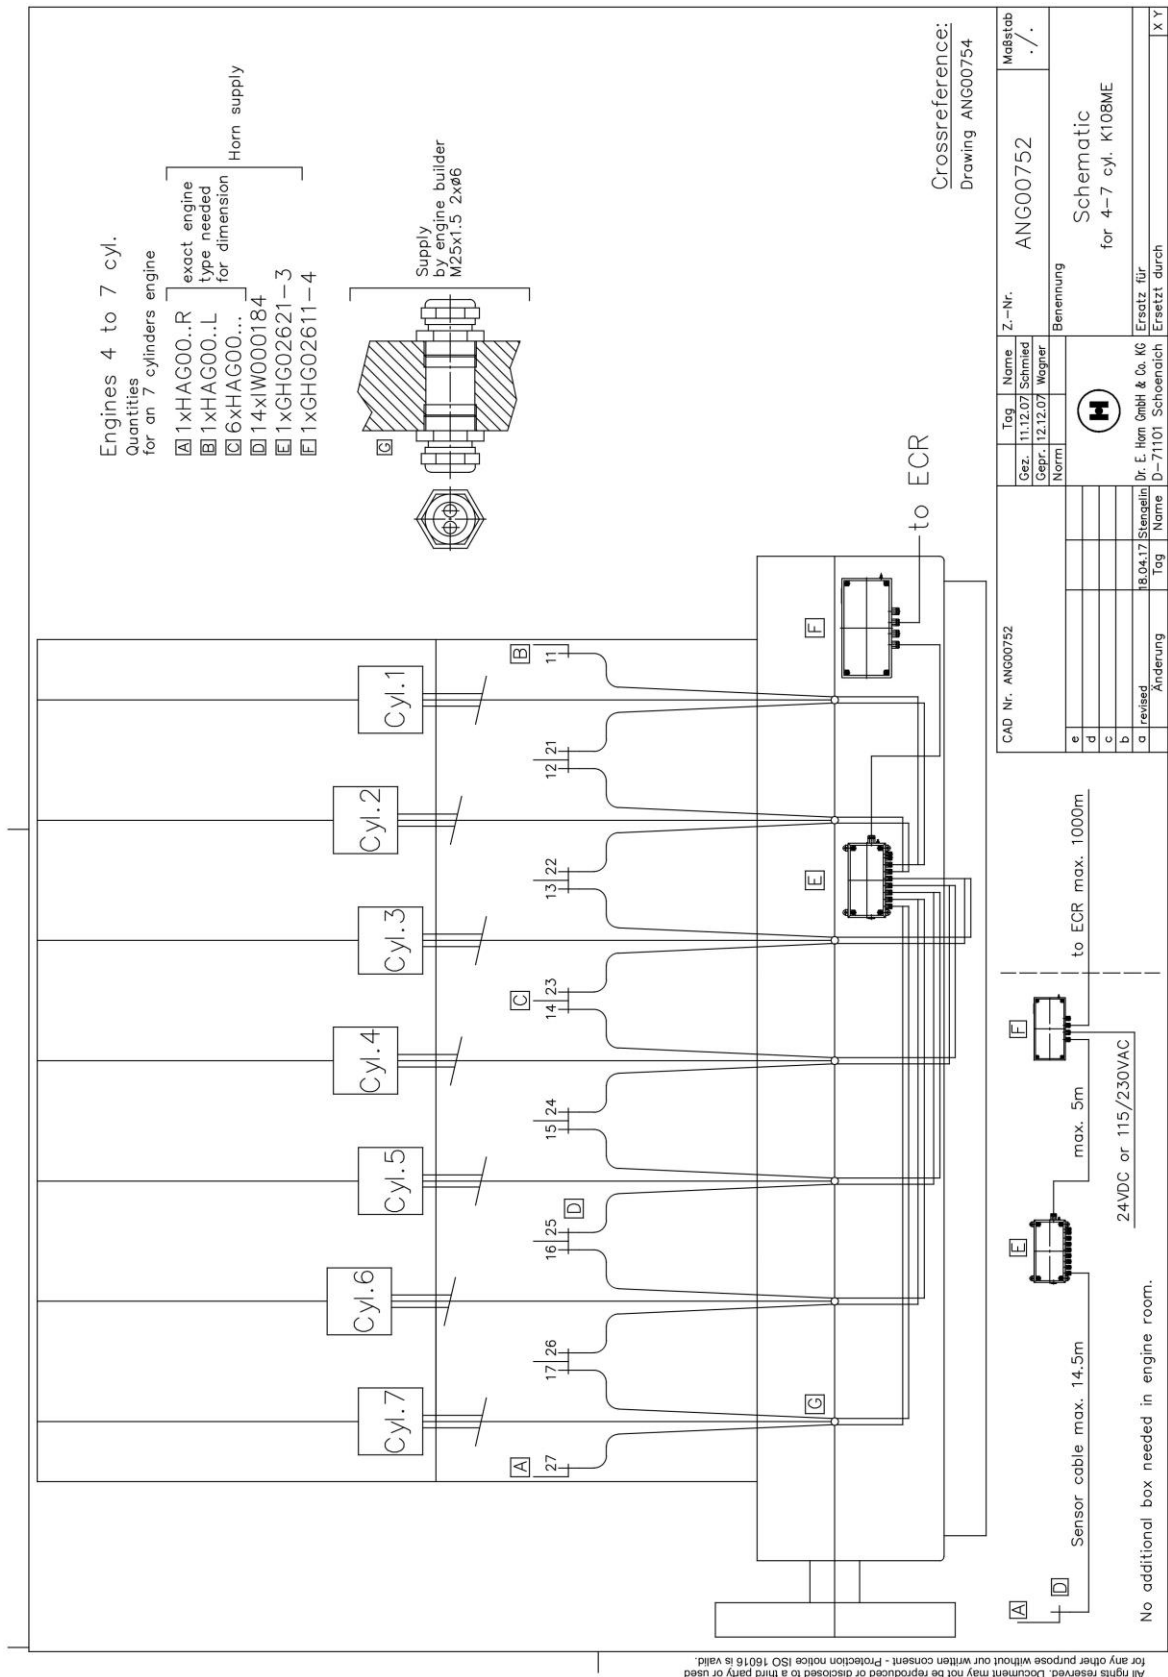 Engines 4 to 7 cyl.
Quantities
for an 7 cylinders engine
A 1xHAG00..R
B 1xHAG00..L
C 6xHAG00...
D 14xIW000184
E 1xGHG02621-3
F 1xGHG02611-4
exact engine
type needed
for dimension
Horn supply
G
Supply
by engine builder
M25x1.5 2xø6
Cyl.7
Cyl.6
Cyl.5
Cyl.4
Cyl.3
Cyl.2
Cyl.1
A
27
17 26
16 25
D
15 24
C
14 23
13 22
12 21
B
11
G
E
F
to ECR
Crossreference:
Drawing ANG00754
A
D
Sensor cable max. 14.5m
E
max. 5m
F
24VDC or 115/230VAC
to ECR max. 1000m
No additional box needed in engine room.
CAD Nr. ANG00752
e
d
c
b
a revised 18.04.17 Stengelin
Änderung Tag Name
Tag Name
Gez. 11.12.07 Schmied
Gepr. 12.12.07 Wagner
Norm
H
Dr. E. Horn GmbH & Co. KG
D-71101 Schoenaich
Z.-Nr.
ANG00752
Maßstab
./.
Benennung
Schematic
for 4-7 cyl. K108ME
Ersatz für
Ersetzt durch
X Y
All rights reserved. Document may not be reproduced or disclosed to a third party or used
for any other purpose without our written consent - Protection notice ISO 16016 is valid.